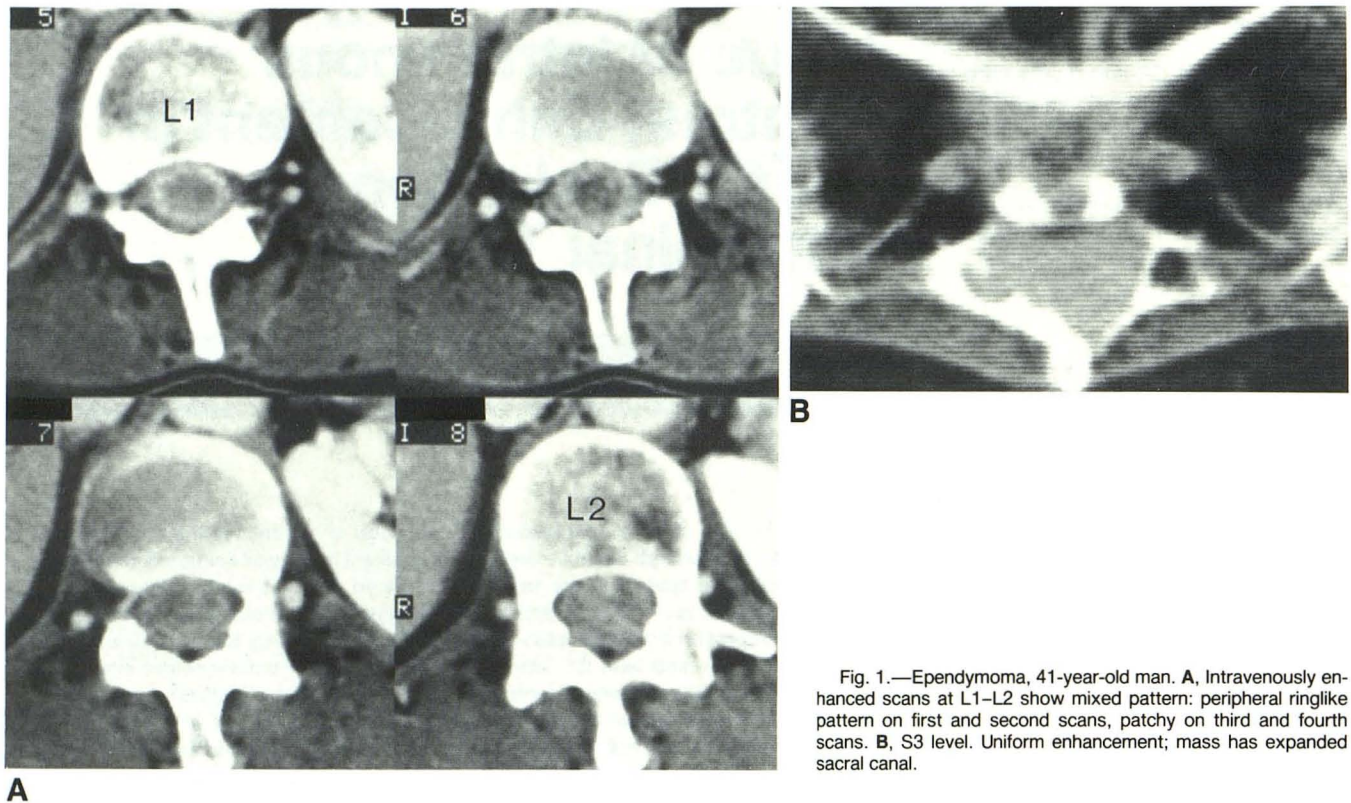 5
I 6
L1
R
B
7
I 8
L2
R
A
Fig. 1.—Ependymoma, 41-year-old man. A, Intravenously en-
hanced scans at L1–L2 show mixed pattern: peripheral ringlike
pattern on first and second scans, patchy on third and fourth
scans. B, S3 level. Uniform enhancement; mass has expanded
sacral canal.